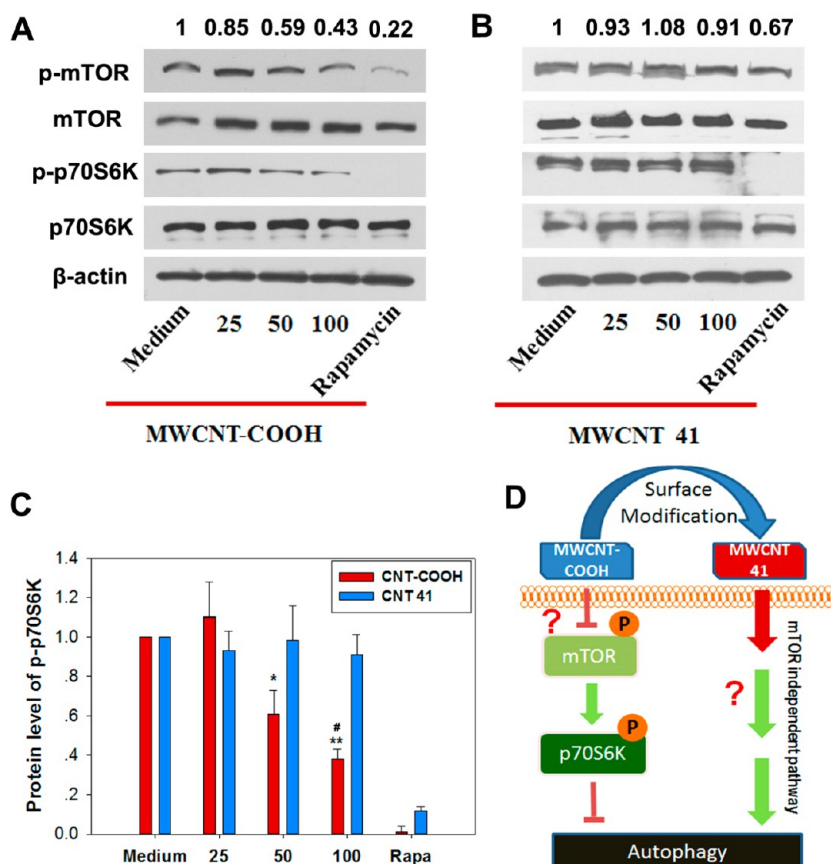 A
1 0.85 0.59 0.43 0.22
p-mTOR
mTOR
p-p70S6K
p70S6K
β-actin
Medium 25 50 100 Rapamycin
MWCNT-COOH
B
1 0.93 1.08 0.91 0.67
Medium 25 50 100 Rapamycin
MWCNT 41
C
Protein level of p-p70S6K
1.4
1.2
1.0
.8
.6
.4
.2
0.0
CNT-COOH
CNT 41
*
#
**
Medium 25 50 100 Rapa
D
Surface
Modification
MWCNT-
COOH
MWCNT
41
?
P
mTOR
P
p70S6K
?
mTOR independent pathway
Autophagy